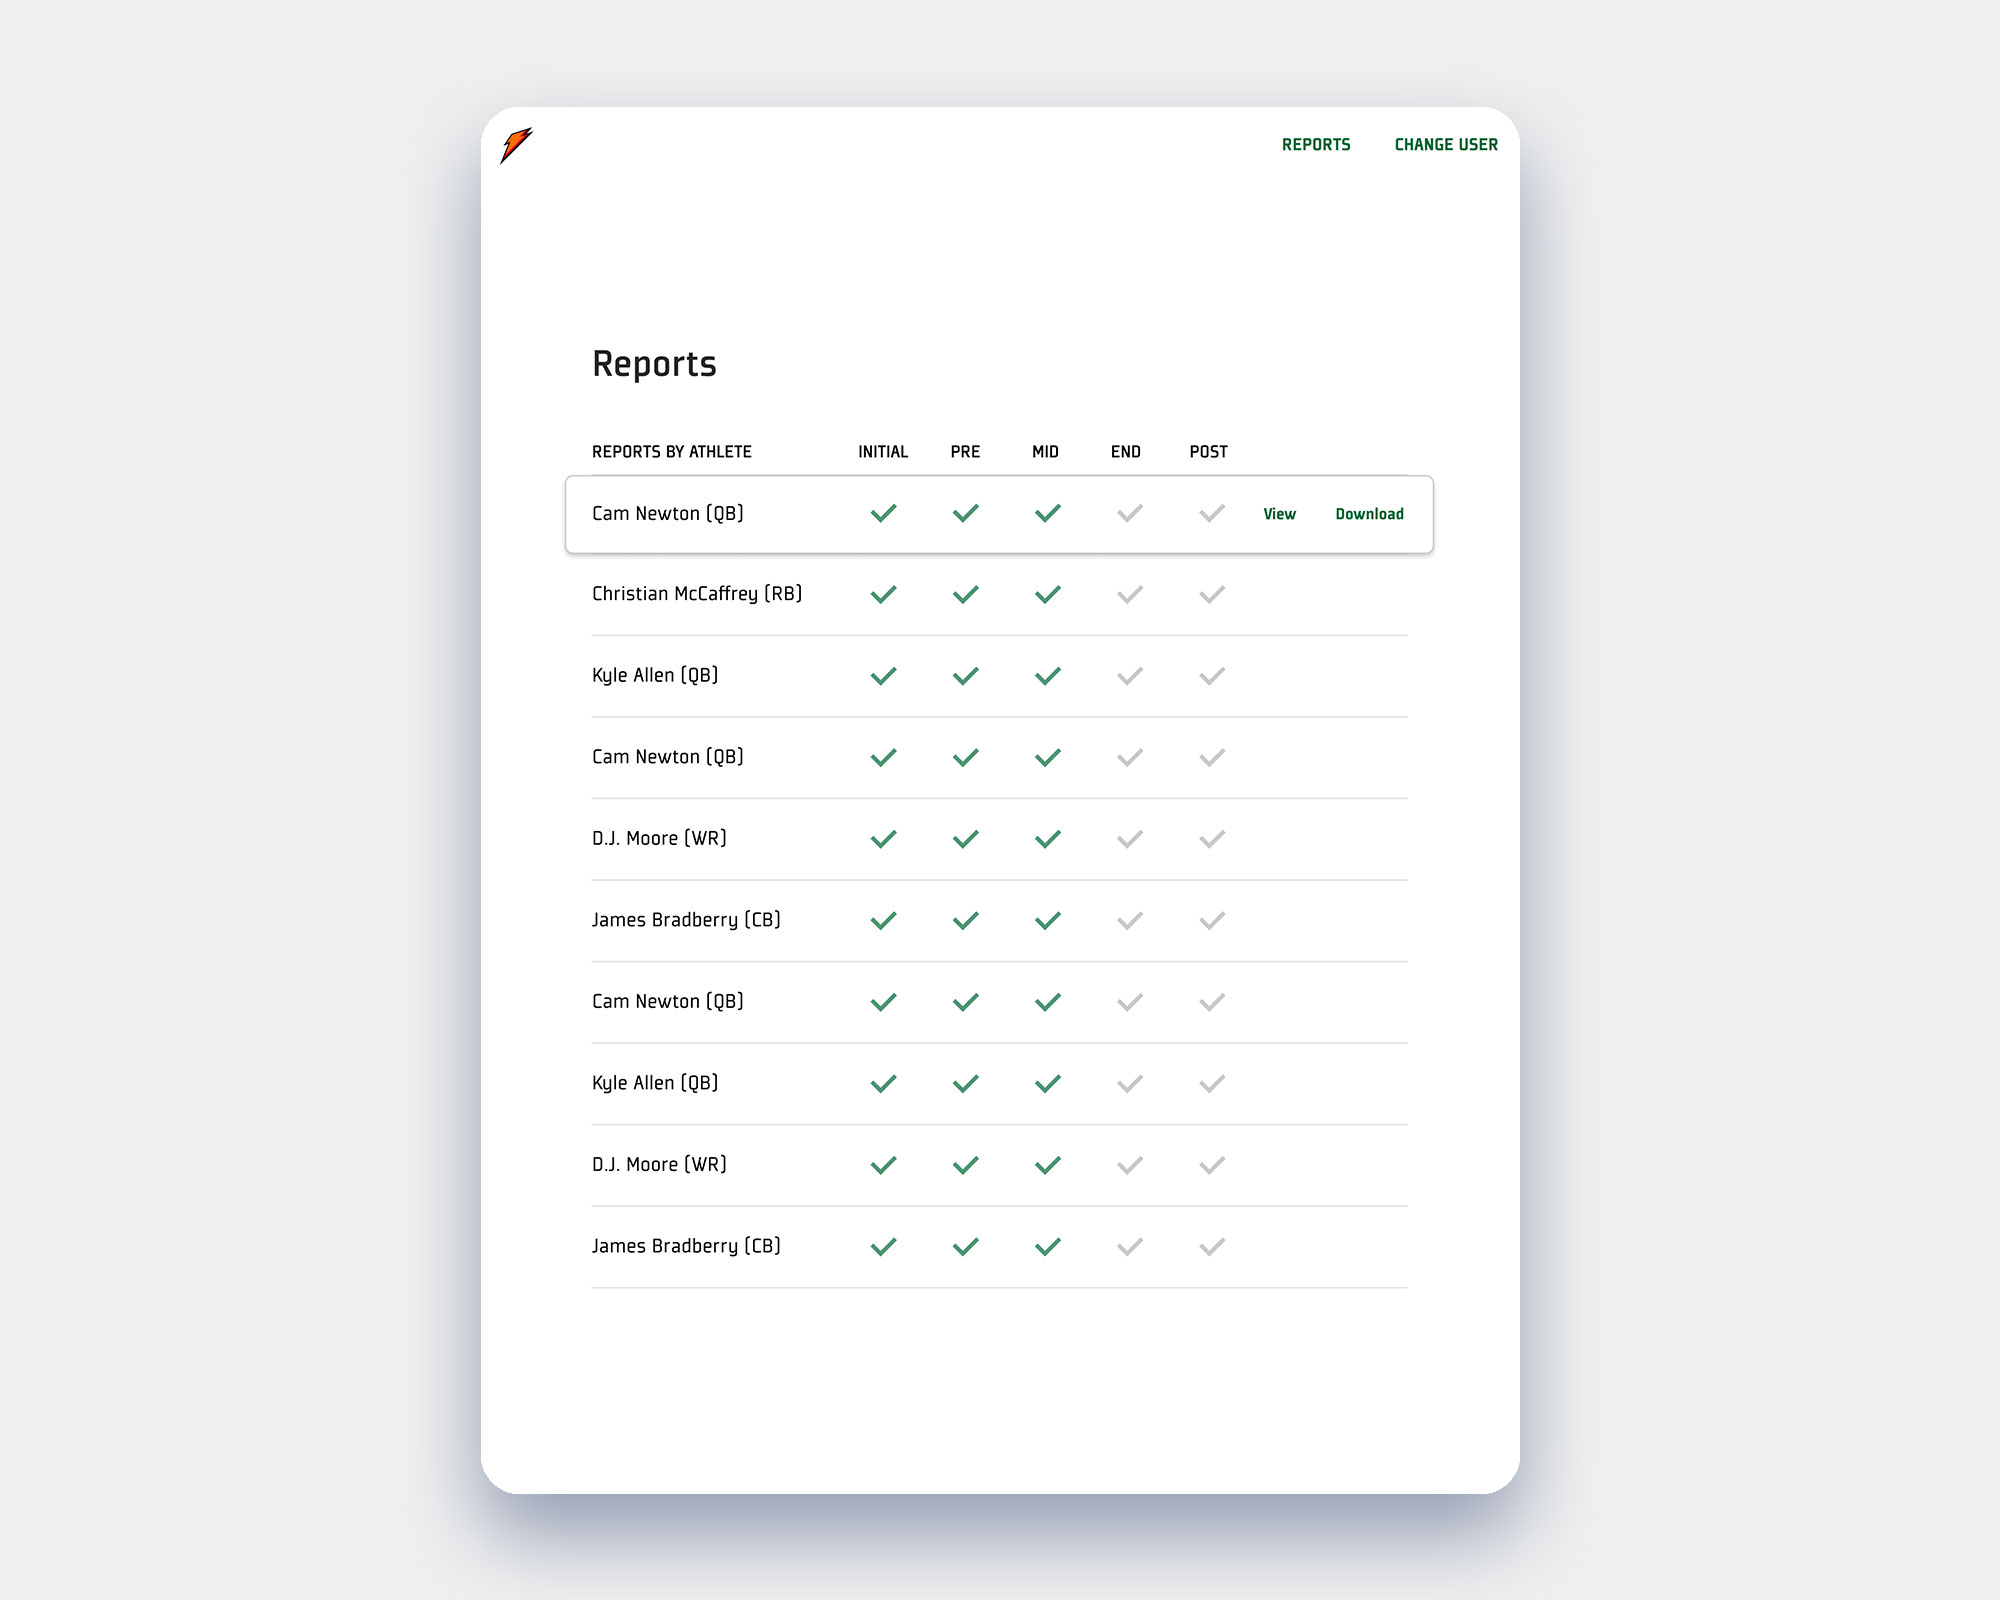 REPORTS CHANGE USER
Reports
REPORTS BY ATHLETE INITIAL PRE MID END POST
Cam Newton (QB) View Download
Christian McCaffrey (RB)
Kyle Allen (QB)
Cam Newton (QB)
D.J. Moore (WR)
James Bradberry (CB)
Cam Newton (QB)
Kyle Allen (QB)
D.J. Moore (WR)
James Bradberry (CB)